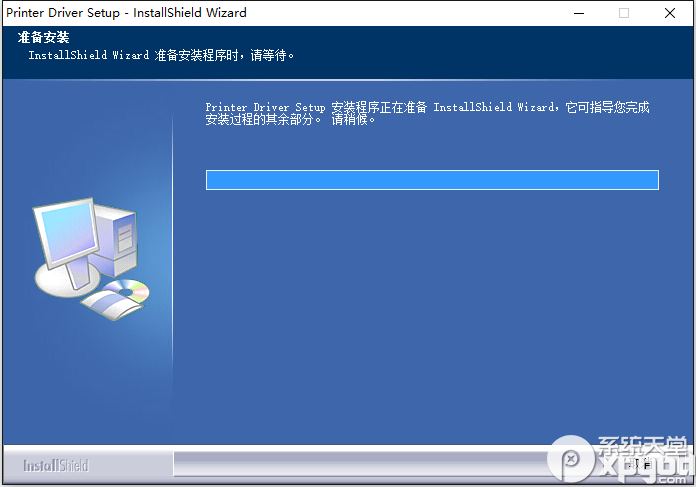 Printer Driver Setup - InstallShield Wizard
准备安装
InstallShield Wizard 准备安装程序时，请等待。
Printer Driver Setup 安装程序正在准备 InstallShield Wizard，它可指导您完成
安装过程的其余部分。 请稍候。
InstallShield
系统天堂
xpgod
.com